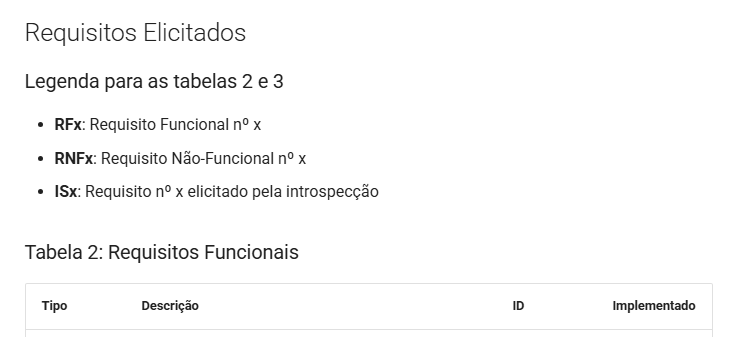 Requisitos Elicitados
Legenda para as tabelas 2 e 3
RFx: Requisito Funcional nº x
RNFx: Requisito Não-Funcional nº x
ISx: Requisito nº x elicitado pela introspecção
Tabela 2: Requisitos Funcionais
Tipo Descrição ID Implementado